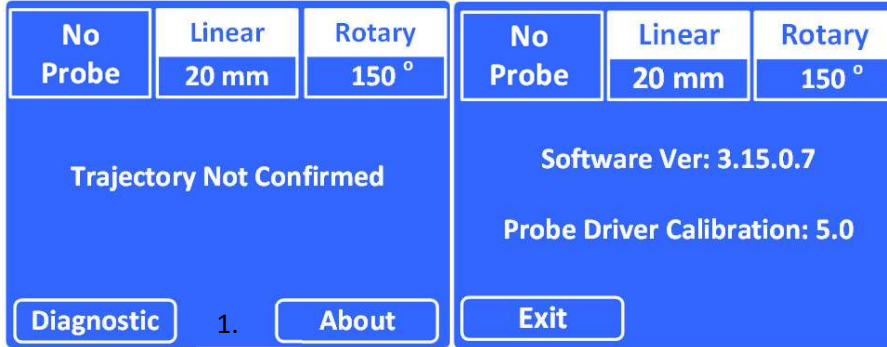 No Probe
Linear
20 mm
Rotary
150 °
Trajectory Not Confirmed
Diagnostic
1.
About
No Probe
Linear
20 mm
Rotary
150 °
Software Ver: 3.15.0.7
Probe Driver Calibration: 5.0
Exit